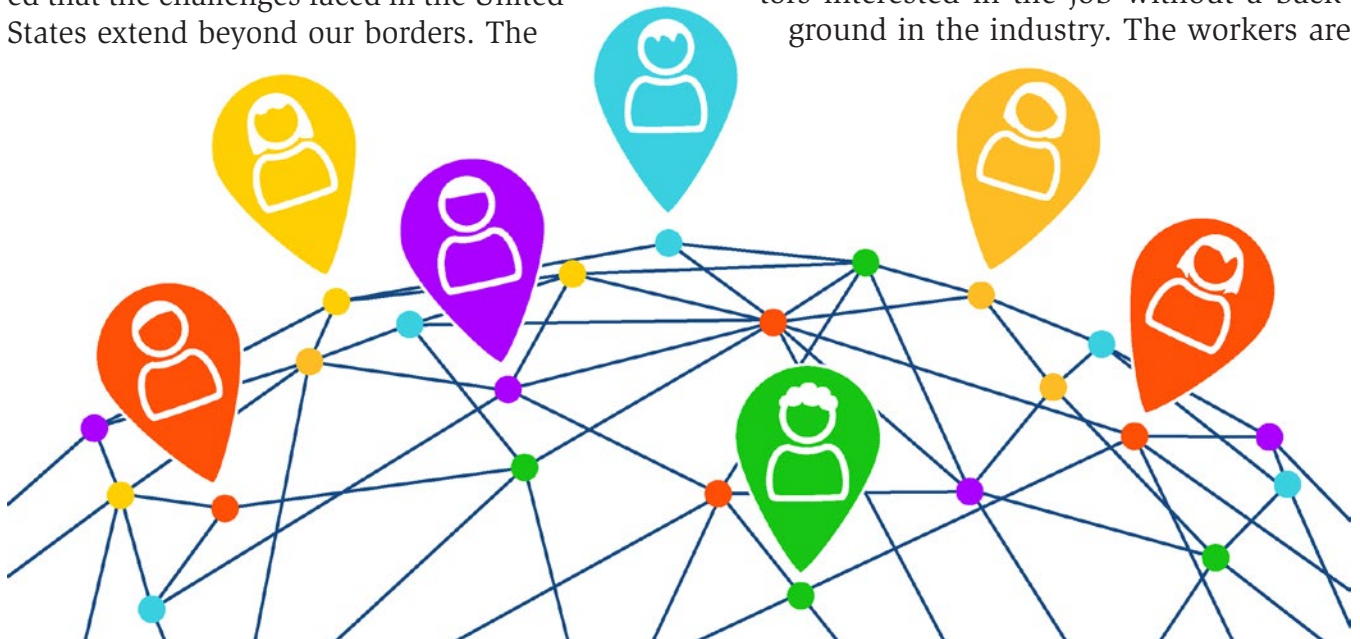 ed that the challenges faced in the United
States extend beyond our borders. The
tors interested in the job without a back-
ground in the industry. The workers are